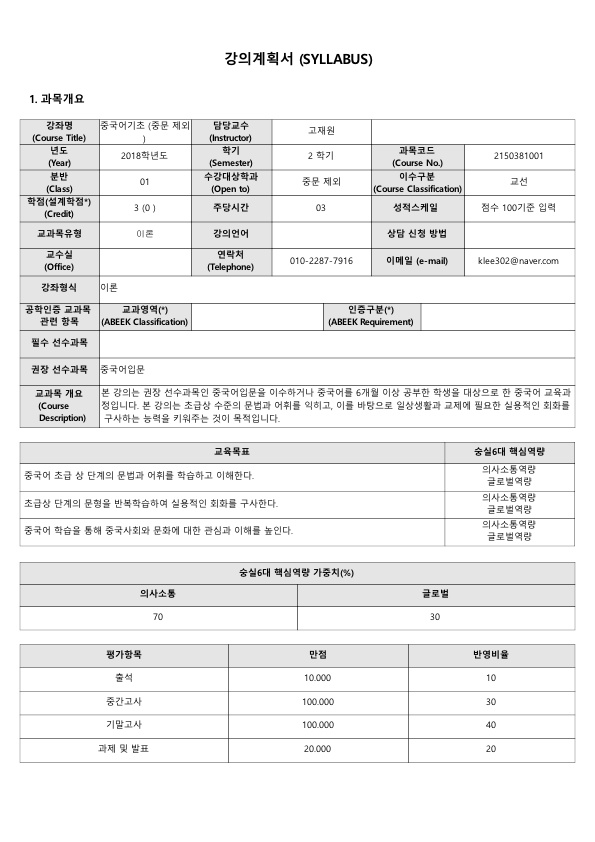 강의계획서 (SYLLABUS)
1. 과목개요
강좌명 (Course Title) 중국어기초 (중문 제외) 담당교수 (Instructor) 고재원
년도 (Year) 2018학년도 학기 (Semester) 2 학기 과목코드 (Course No.) 2150381001
분반 (Class) 01 수강대상학과 (Open to) 중문 제외 이수구분 (Course Classification) 교선
학점(설계학점*) (Credit) 3 (0 ) 주당시간 03 성적스케일 점수 100기준 입력
교과목유형 이론 강의언어 상담 신청 방법
교수실 (Office) 연락처 (Telephone) 010-2287-7916 이메일 (e-mail) klee302@naver.com
강좌형식 이론
공학인증 교과목 관련 항목 교과영역(*) (ABEEK Classification) 인증구분(*) (ABEEK Requirement)
필수 선수과목
권장 선수과목 중국어입문
교과목 개요 (Course Description)
본 강의는 권장 선수과목인 중국어입문을 이수하거나 중국어를 6개월 이상 공부한 학생을 대상으로 한 중국어 교육과
정입니다. 본 강의는 초급상 수준의 문법과 어휘를 익히고, 이를 바탕으로 일상생활과 교제에 필요한 실용적인 회화를
구사하는 능력을 키워주는 것이 목적입니다.
교육목표 숭실6대 핵심역량
중국어 초급 상 단계의 문법과 어휘를 학습하고 이해한다. 의사소통역량 글로벌역량
초급상 단계의 문형을 반복학습하여 실용적인 회화를 구사한다. 의사소통역량 글로벌역량
중국어 학습을 통해 중국사회와 문화에 대한 관심과 이해를 높인다. 의사소통역량 글로벌역량
숭실6대 핵심역량 가중치(%)
의사소통 글로벌
70 30
평가항목 만점 반영비율
출석 10.000 10
중간고사 100.000 30
기말고사 100.000 40
과제 및 발표 20.000 20